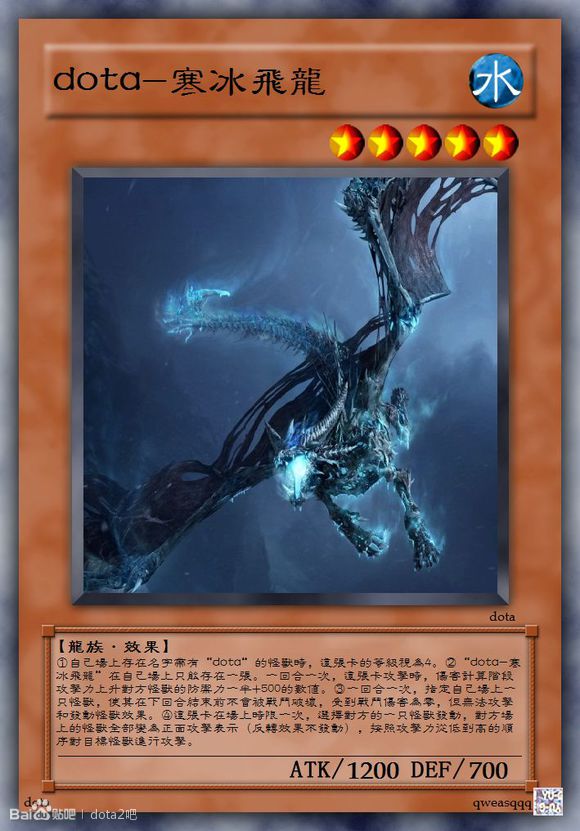 dota-寒冰飛龍
水
dota
【龍族·效果】
①自己場上存在名字帶有“dota”的怪獸時，這張卡的等級視為4。②“dota-寒
冰飛龍”在自己場上只能存在一張。一回合一次，這張卡攻擊時，傷害計算階段
攻擊力上升對方怪獸的防禦力一半+500的數值。③一回合一次，指定自己場上一
只怪獸，使其在下回合結束前不會被戰鬥破壞，受到戰鬥傷害為零，但無法攻擊
和發動怪獸效果。④這張卡在場上時限一次，選擇對方的一只怪獸發動，對方場
上的怪獸全部變為正面攻擊表示（反轉效果不發動），按照攻擊力從低到高的順
序對目標怪獸進行攻擊。
ATK/1200 DEF/700
qweasqqq
Bai貼吧 | dota2吧